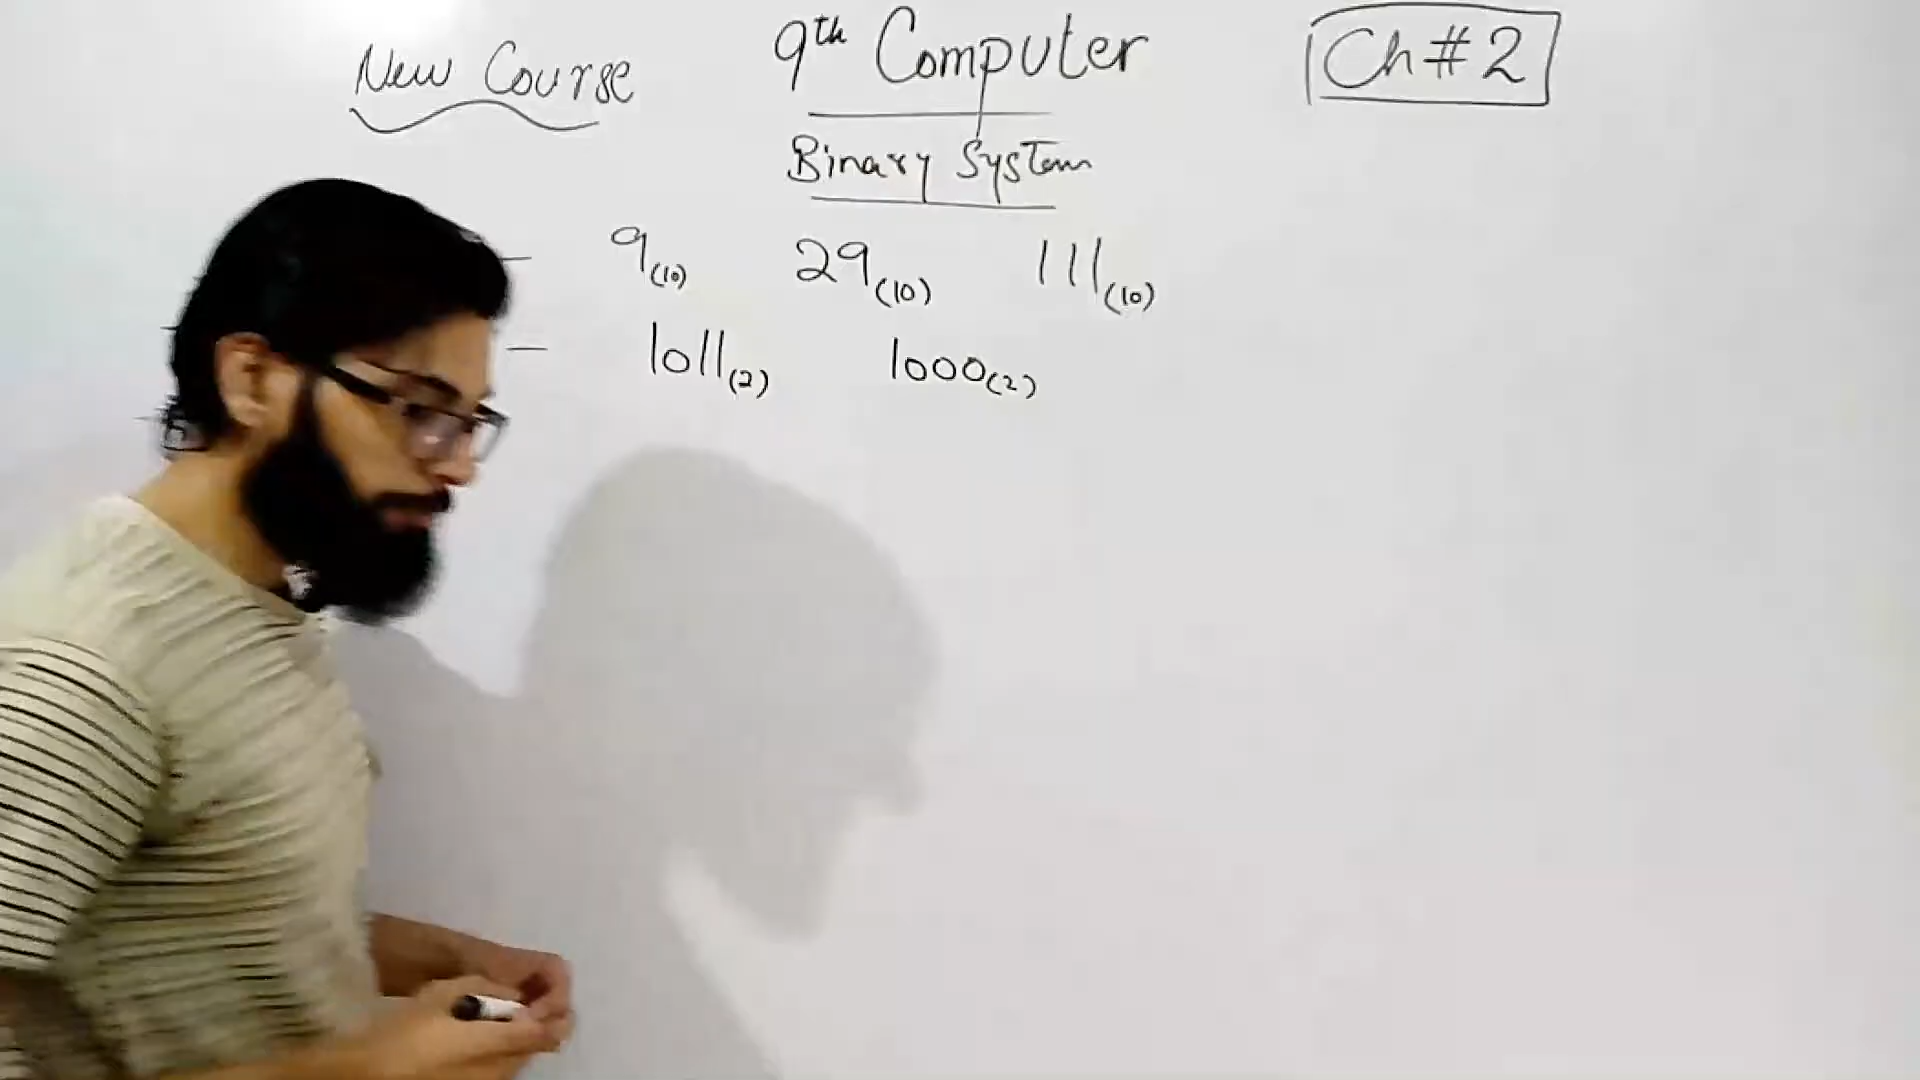 New Course 9th Computer Ch # 2
Binary System
- 9(10) 29(10) 111(10)
- 1011(2) 1000(2)